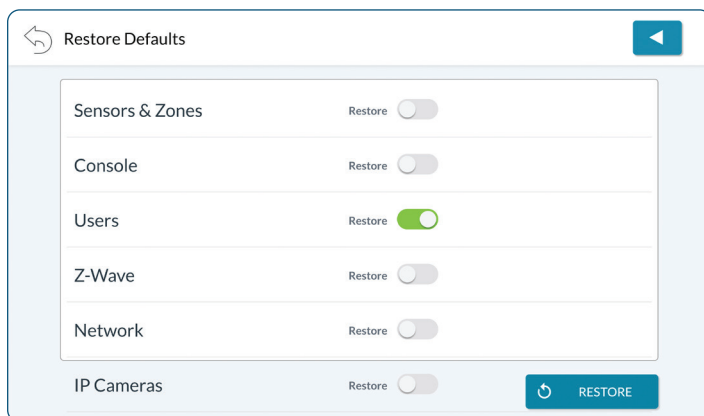 Restore Defaults
Sensors & Zones Restore
Console Restore
Users Restore
Z-Wave Restore
Network Restore
IP Cameras Restore RESTORE